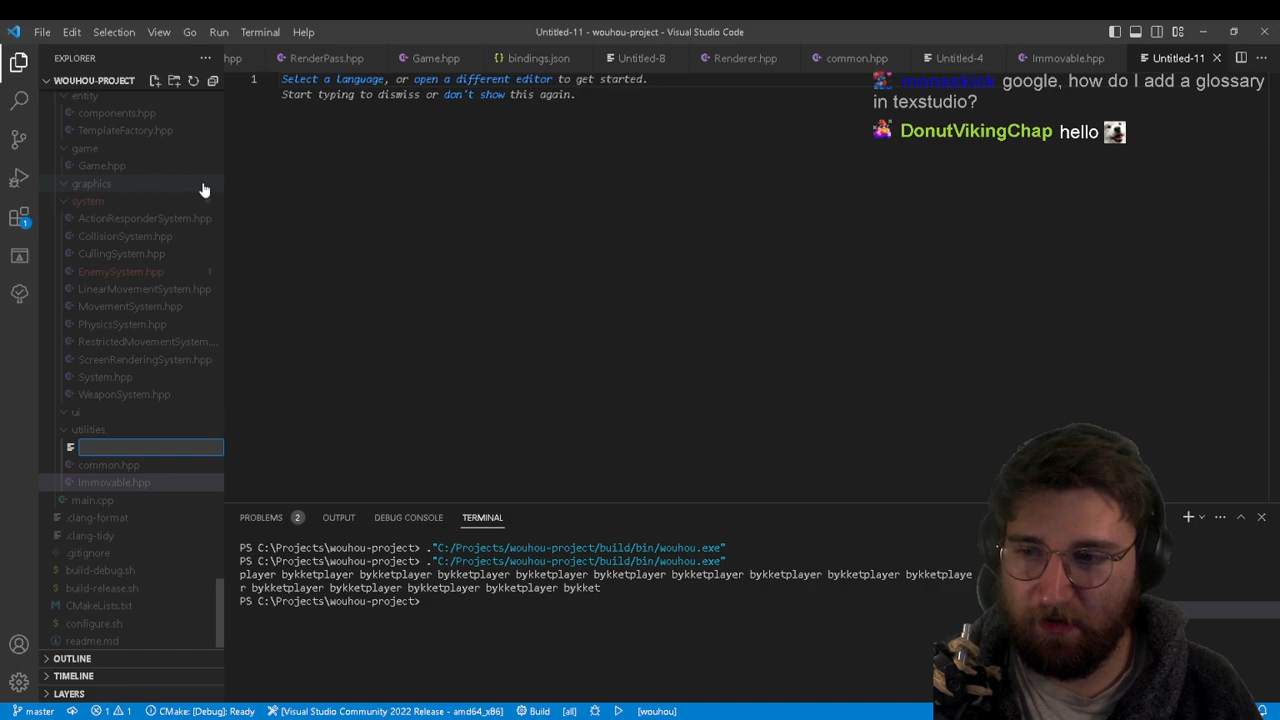 File Edit Selection View Go Run Terminal Help
Untitled-11 - wouhou-project - Visual Studio Code
EXPLORER
hpp RenderPass.hpp Game.hpp bindings.json Untitled-8 Renderer.hpp common.hpp Untitled-4 Immovable.hpp Untitled-11
WOUHOU-PROJECT
entity
components.hpp
TemplateFactory.hpp
game
Game.hpp
graphics
system
ActionResponderSystem.hpp
CollisionSystem.hpp
CullingSystem.hpp
EnemySystem.hpp 1
LinearMovementSystem.hpp
MovementSystem.hpp
PhysicsSystem.hpp
RestrictedMovementSystem....
ScreenRenderingSystem.hpp
System.hpp
WeaponSystem.hpp
ui
utilities
common.hpp
Immovable.hpp
main.cpp
.clang-format
.clang-tidy
.gitignore
build-debug.sh
build-release.sh
CMakeLists.txt
configure.sh
readme.md
OUTLINE
TIMELINE
LAYERS
1
1 Select a language, or open a different editor to get started.
Start typing to dismiss or don't show this again.
google, how do I add a glossary
in texstudio?
DonutVikingChap hello
PROBLEMS 2 OUTPUT DEBUG CONSOLE TERMINAL
PS C:\Projects\wouhou-project> ."C:/Projects/wouhou-project/build/bin/wouhou.exe"
PS C:\Projects\wouhou-project> ."C:/Projects/wouhou-project/build/bin/wouhou.exe"
player bykketplayer bykketplayer bykketplayer bykketplayer bykketplayer bykketplayer bykketplayer bykketplaye
r bykketplayer bykketplayer bykketplayer bykketplayer bykket
PS C:\Projects\wouhou-project>
master 1 1 CMake: [Debug]: Ready [Visual Studio Community 2022 Release - amd64_x86] Build [all] [wouhou]